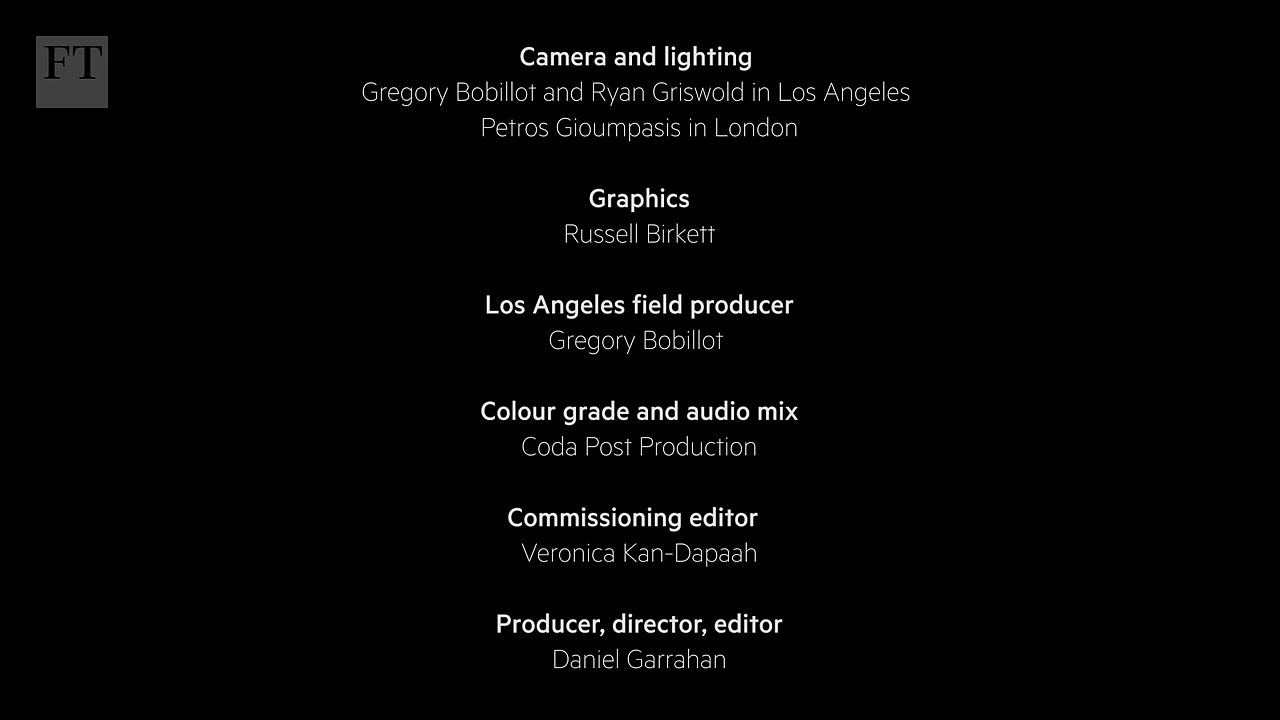 FT
Camera and lighting
Gregory Bobillot and Ryan Griswold in Los Angeles
Petros Gioumpasis in London
Graphics
Russell Birkett
Los Angeles field producer
Gregory Bobillot
Colour grade and audio mix
Coda Post Production
Commissioning editor
Veronica Kan-Dapaah
Producer, director, editor
Daniel Garrahan